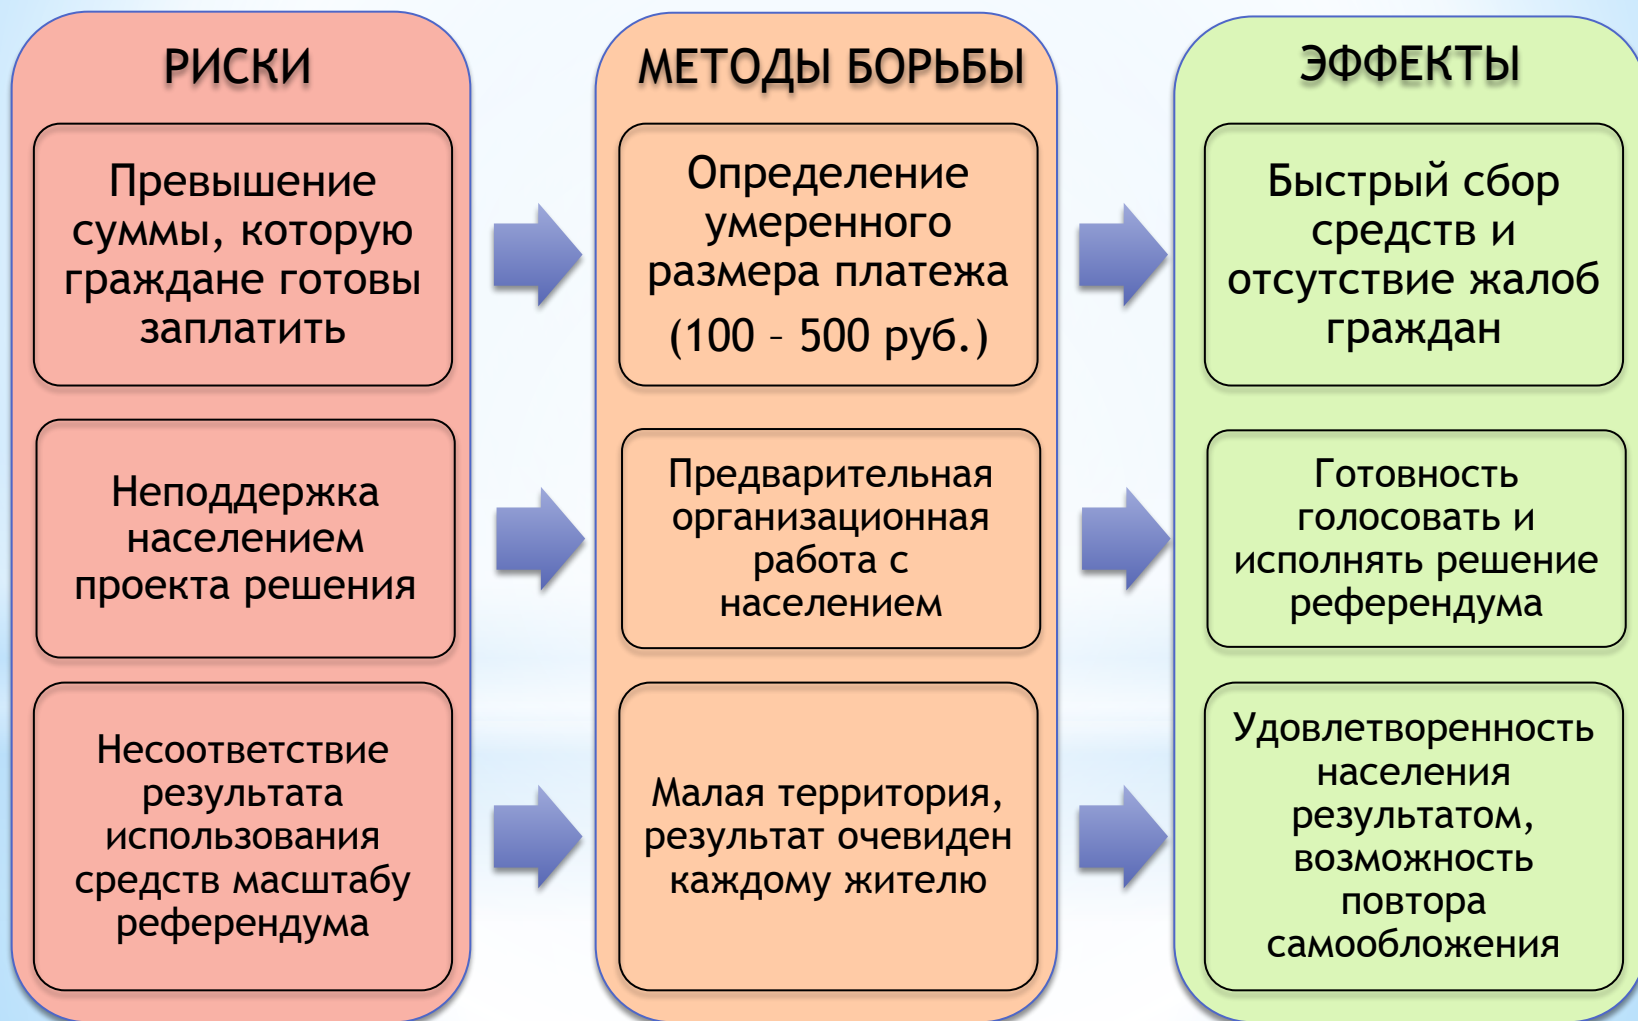 РИСКИ
Превышение
суммы, которую
граждане готовы
заплатить
Неподдержка
населением
проекта решения
Несоответствие
результата
использования
средств масштабу
референдума
МЕТОДЫ БОРЬБЫ
Определение
умеренного
размера платежа
(100 – 500 руб.)
Предварительная
организационная
работа с
населением
Малая территория,
результат очевиден
каждому жителю
ЭФФЕКТЫ
Быстрый сбор
средств и
отсутствие жалоб
граждан
Готовность
голосовать и
исполнять решение
референдума
Удовлетворенность
населения
результатом,
возможность
повтора
самообложения